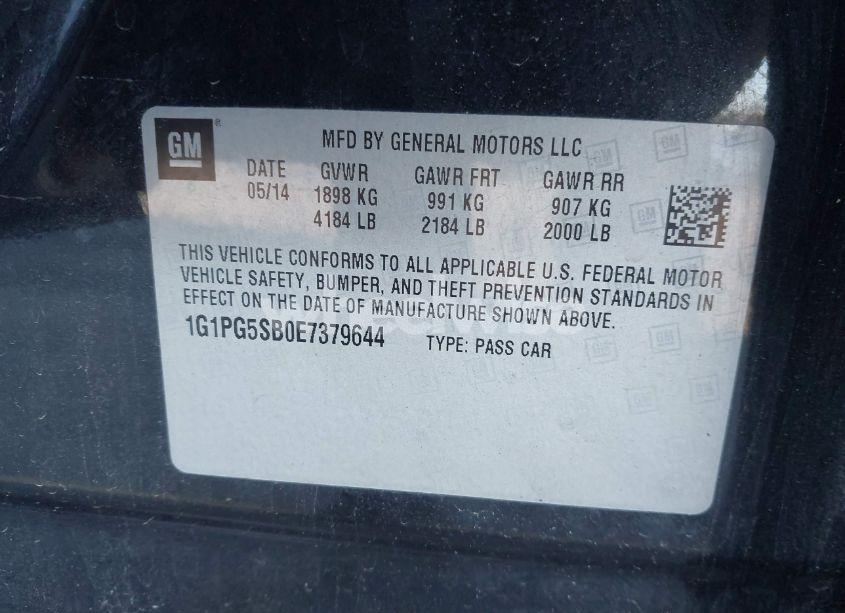 GM
MFD BY GENERAL MOTORS LLC
DATE GVWR GAWR FRT GAWR RR
05/14 1898 KG 991 KG 907 KG
4184 LB 2184 LB 2000 LB
THIS VEHICLE CONFORMS TO ALL APPLICABLE U.S. FEDERAL MOTOR
VEHICLE SAFETY, BUMPER, AND THEFT PREVENTION STANDARDS IN
EFFECT ON THE DATE OF MANUFACTURE SHOWN ABOVE.
1G1PG5SB0E7379644 TYPE: PASS CAR